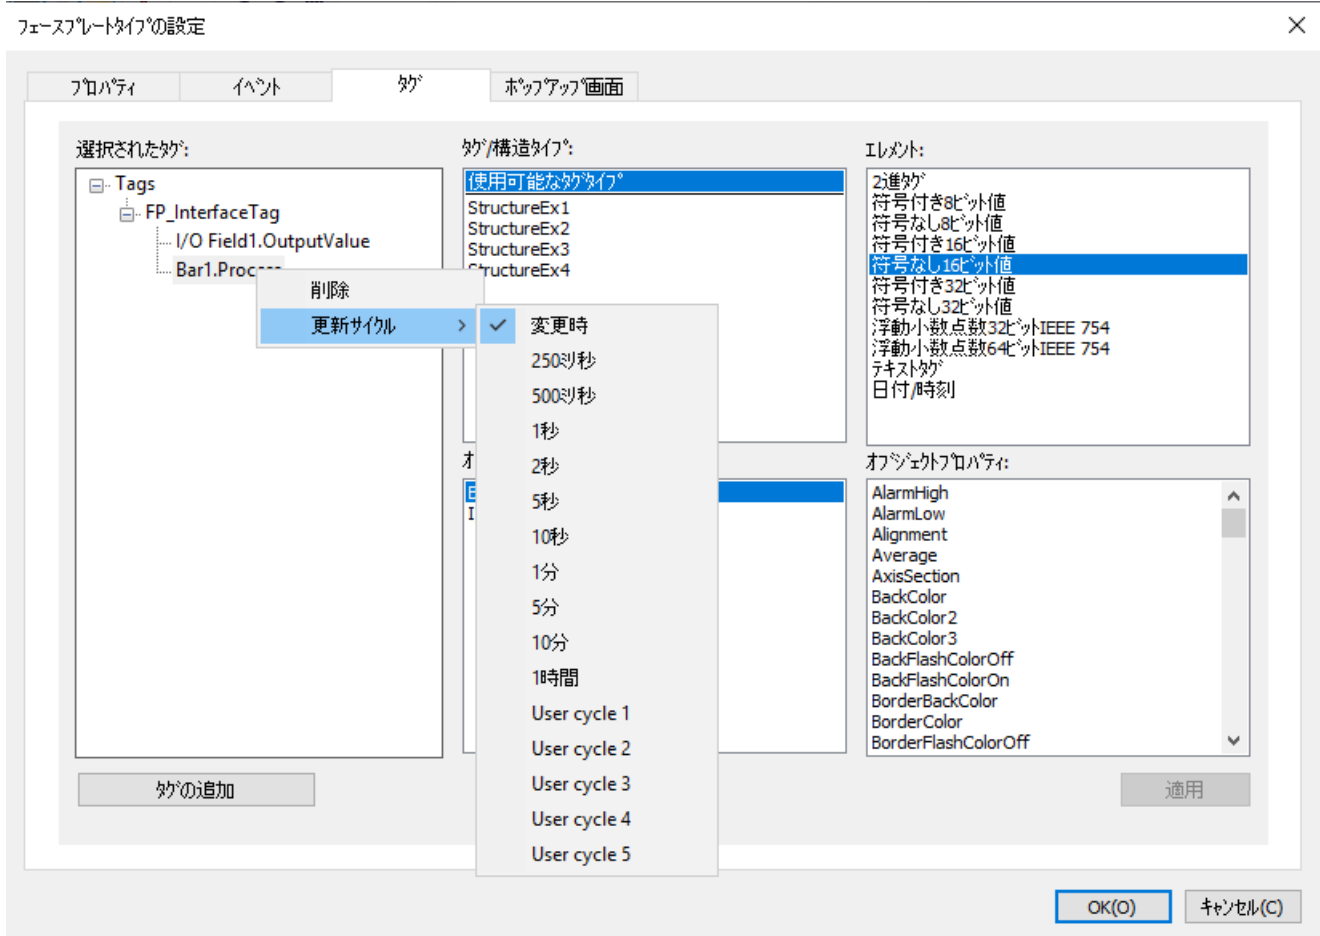 フェースプレートタイプの設定
プロパティ
イベント
タグ
ポップアップ画面
選択されたタグ:
Tags
FP_InterfaceTag
I/O Field1.OutputValue
Bar1.Process
削除
更新サイクル
変更時
250ミリ秒
500ミリ秒
1秒
2秒
5秒
10秒
1分
5分
10分
1時間
User cycle 1
User cycle 2
User cycle 3
User cycle 4
User cycle 5
タグの追加
タグ/構造タイプ:
使用可能なタグタイプ
StructureEx1
StructureEx2
StructureEx3
StructureEx4
エレメント:
2進タグ
符号付き8ビット値
符号なし8ビット値
符号付き16ビット値
符号なし16ビット値
符号付き32ビット値
符号なし32ビット値
浮動小数点数32ビットIEEE 754
浮動小数点数64ビットIEEE 754
テキストタグ
日付/時刻
オブジェクトプロパティ:
AlarmHigh
AlarmLow
Alignment
Average
AxisSection
BackColor
BackColor2
BackColor3
BackFlashColorOff
BackFlashColorOn
BorderBackColor
BorderColor
BorderFlashColorOff
適用
OK(O)
キャンセル(C)